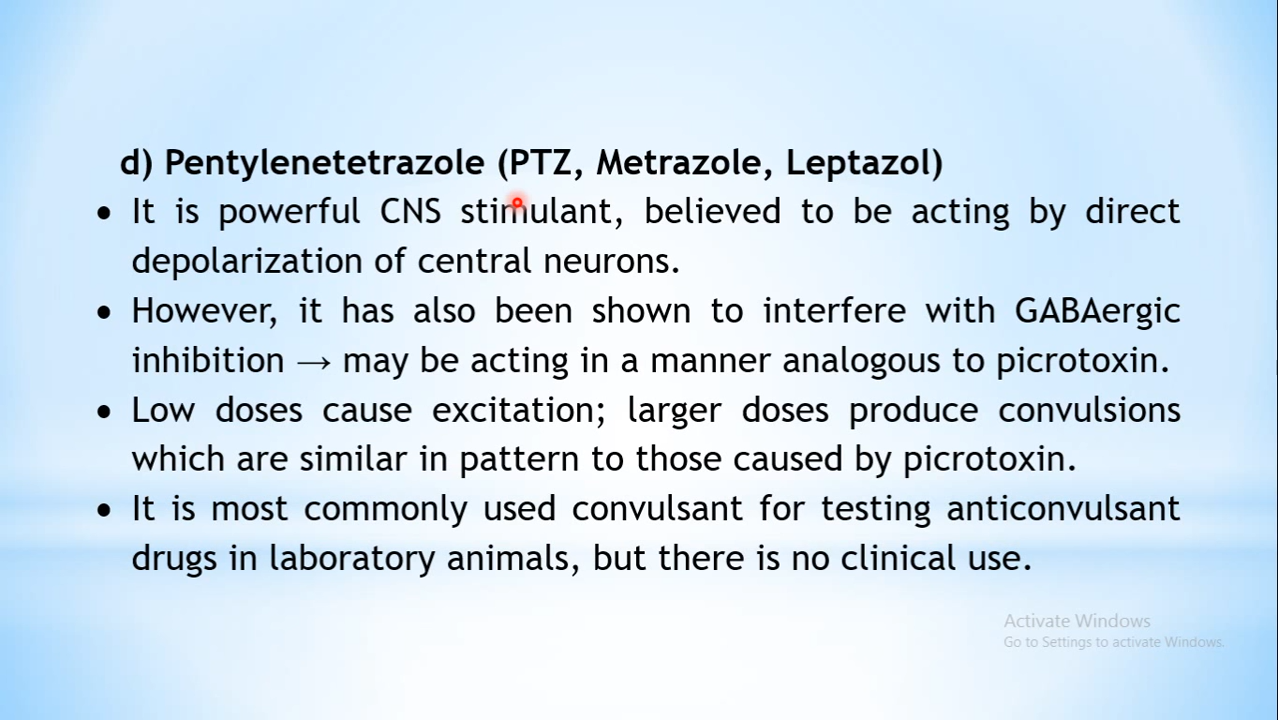 d) Pentylenetetrazole (PTZ, Metrazole, Leptazol)
• It is powerful CNS stimulant, believed to be acting by direct
depolarization of central neurons.
• However, it has also been shown to interfere with GABAergic
inhibition → may be acting in a manner analogous to picrotoxin.
• Low doses cause excitation; larger doses produce convulsions
which are similar in pattern to those caused by picrotoxin.
• It is most commonly used convulsant for testing anticonvulsant
drugs in laboratory animals, but there is no clinical use.
Activate Windows
Go to Settings to activate Windows.